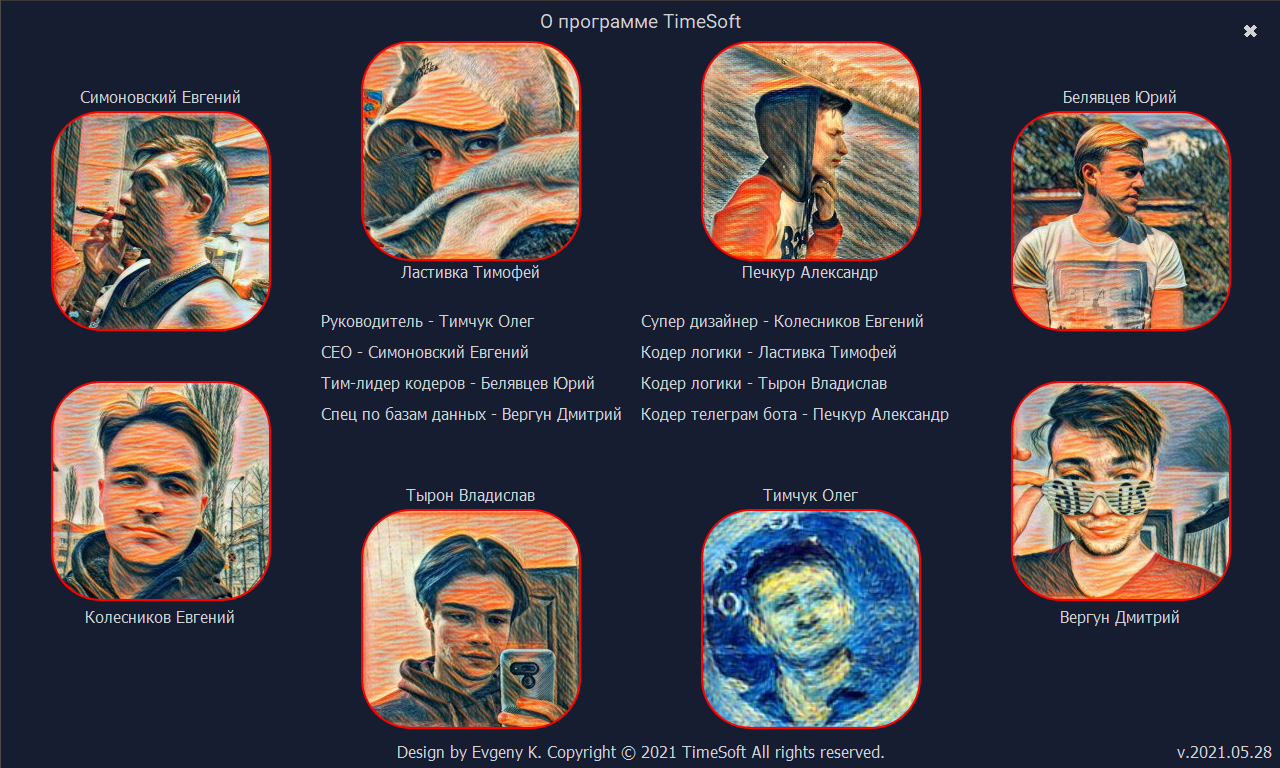 О программе TimeSoft
Симоновский Евгений
Белявцев Юрий
Ластивка Тимофей
Печкур Александр
Руководитель - Тимчук Олег
Супер дизайнер - Колесников Евгений
CEO - Симоновский Евгений
Кодер логики - Ластивка Тимофей
Тим-лидер кодеров - Белявцев Юрий
Кодер логики - Тырон Владислав
Спец по базам данных - Вергун Дмитрий
Кодер телеграм бота - Печкур Александр
Тырон Владислав
Тимчук Олег
Колесников Евгений
Вергун Дмитрий
Design by Evgeny K. Copyright © 2021 TimeSoft All rights reserved.
v.2021.05.28